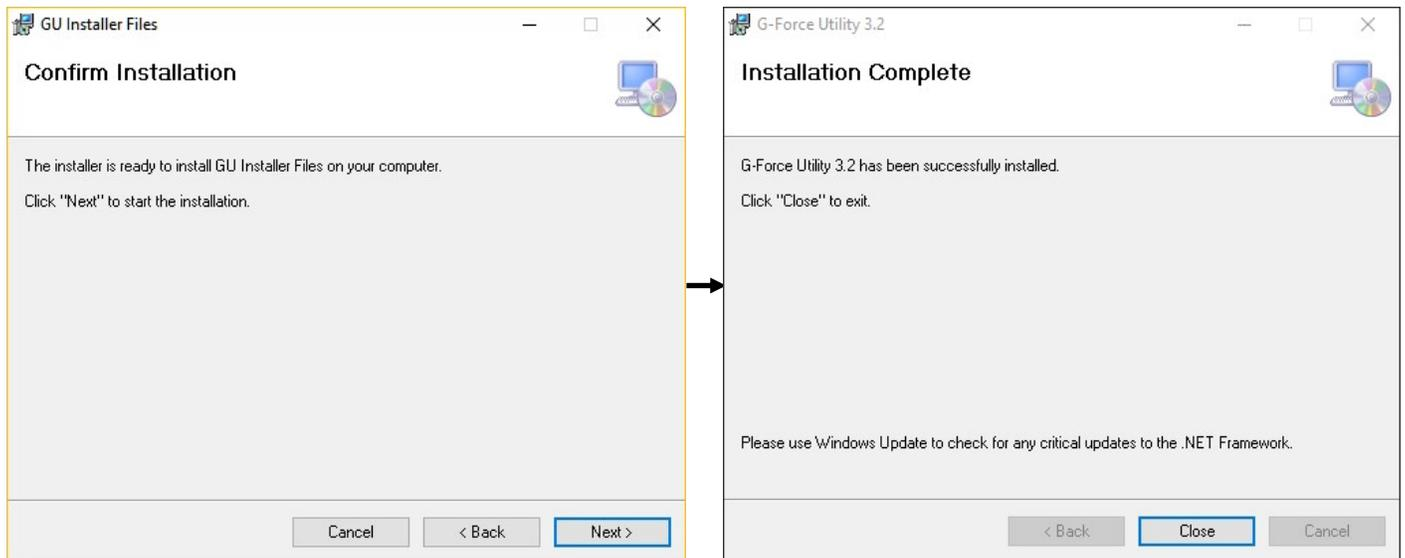 GU Installer Files
Confirm Installation
The installer is ready to install GU Installer Files on your computer.
Click "Next" to start the installation.
Cancel
< Back
Next >
G-Force Utility 3.2
Installation Complete
G-Force Utility 3.2 has been successfully installed.
Click "Close" to exit.
Please use Windows Update to check for any critical updates to the .NET Framework.
< Back
Close
Cancel